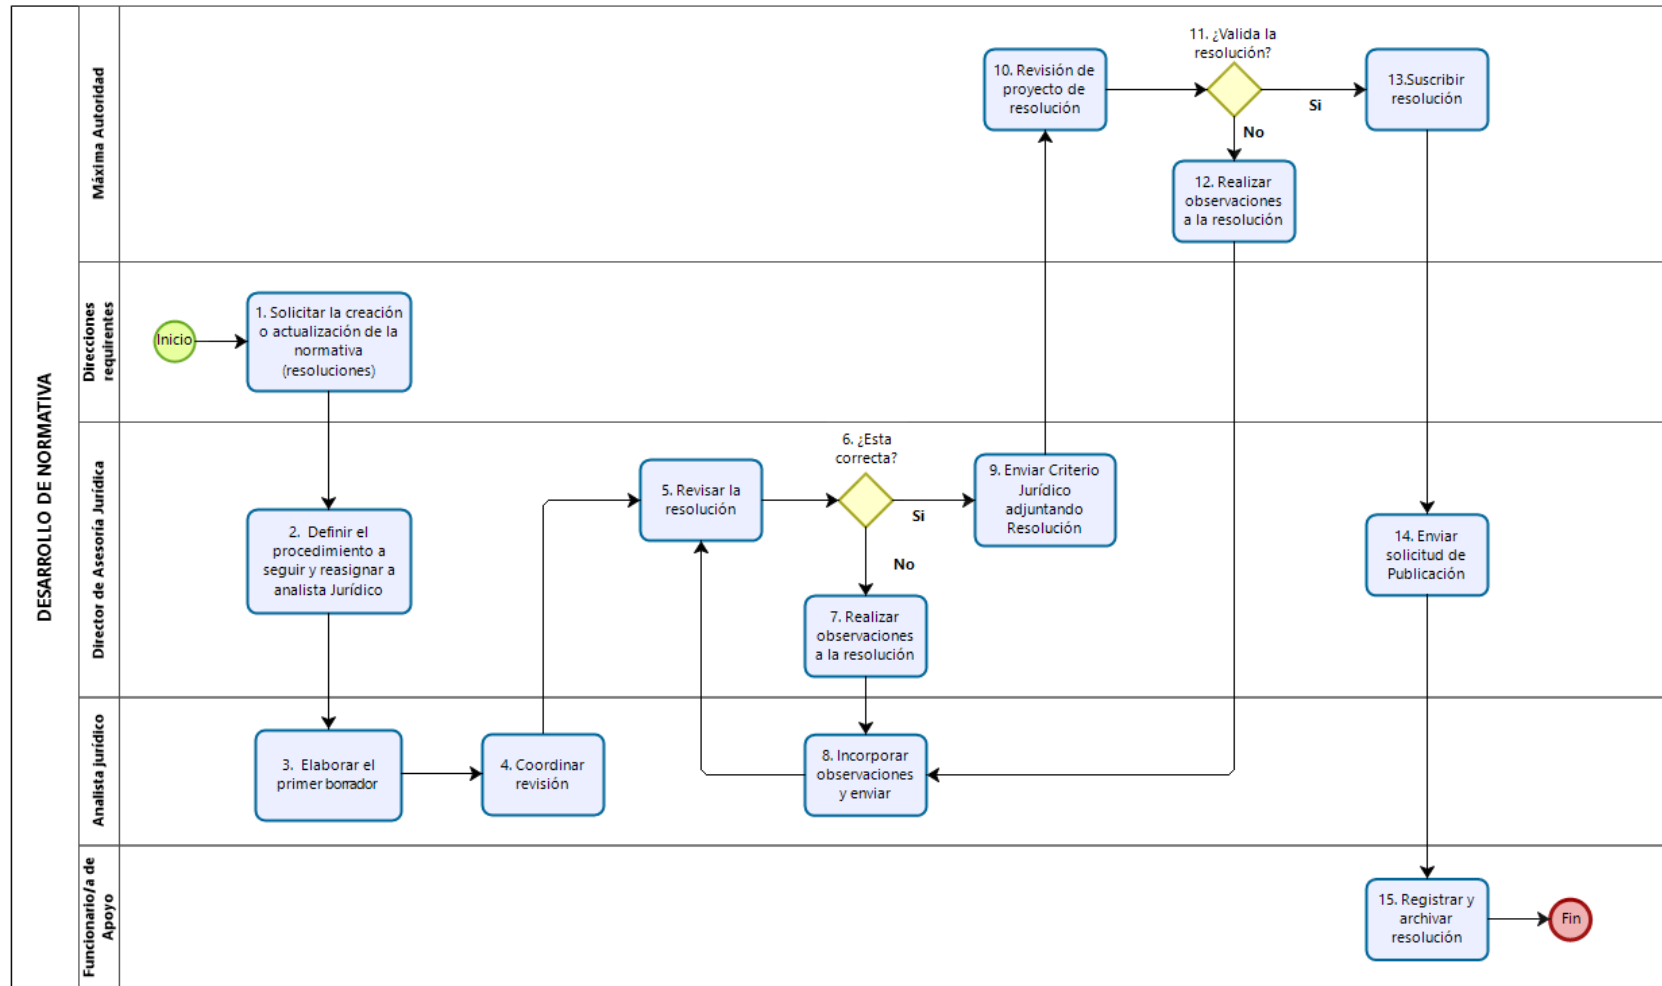 DESARROLLO DE NORMATIVA
Máxima Autoridad
10. Revisión de
proyecto de
resolución
11. ¿Valida la
resolución?
Si
No
12. Realizar
observaciones
a la resolución
13.Suscribir
resolución
Direcciones
requirentes
Inicio
1. Solicitar la creación
o actualización de la
normativa
(resoluciones)
Director de Asesoría Jurídica
2. Definir el
procedimiento a
seguir y reasignar a
analista Jurídico
5. Revisar la
resolución
6. ¿Esta
correcta?
Si
No
7. Realizar
observaciones
a la resolución
9. Enviar Criterio
Jurídico
adjuntando
Resolución
14. Enviar
solicitud de
Publicación
Analista jurídico
3. Elaborar el
primer borrador
4. Coordinar
revisión
8. Incorporar
observaciones
y enviar
Funcionario/a de
Apoyo
15. Registrar y
archivar
resolución
Fin